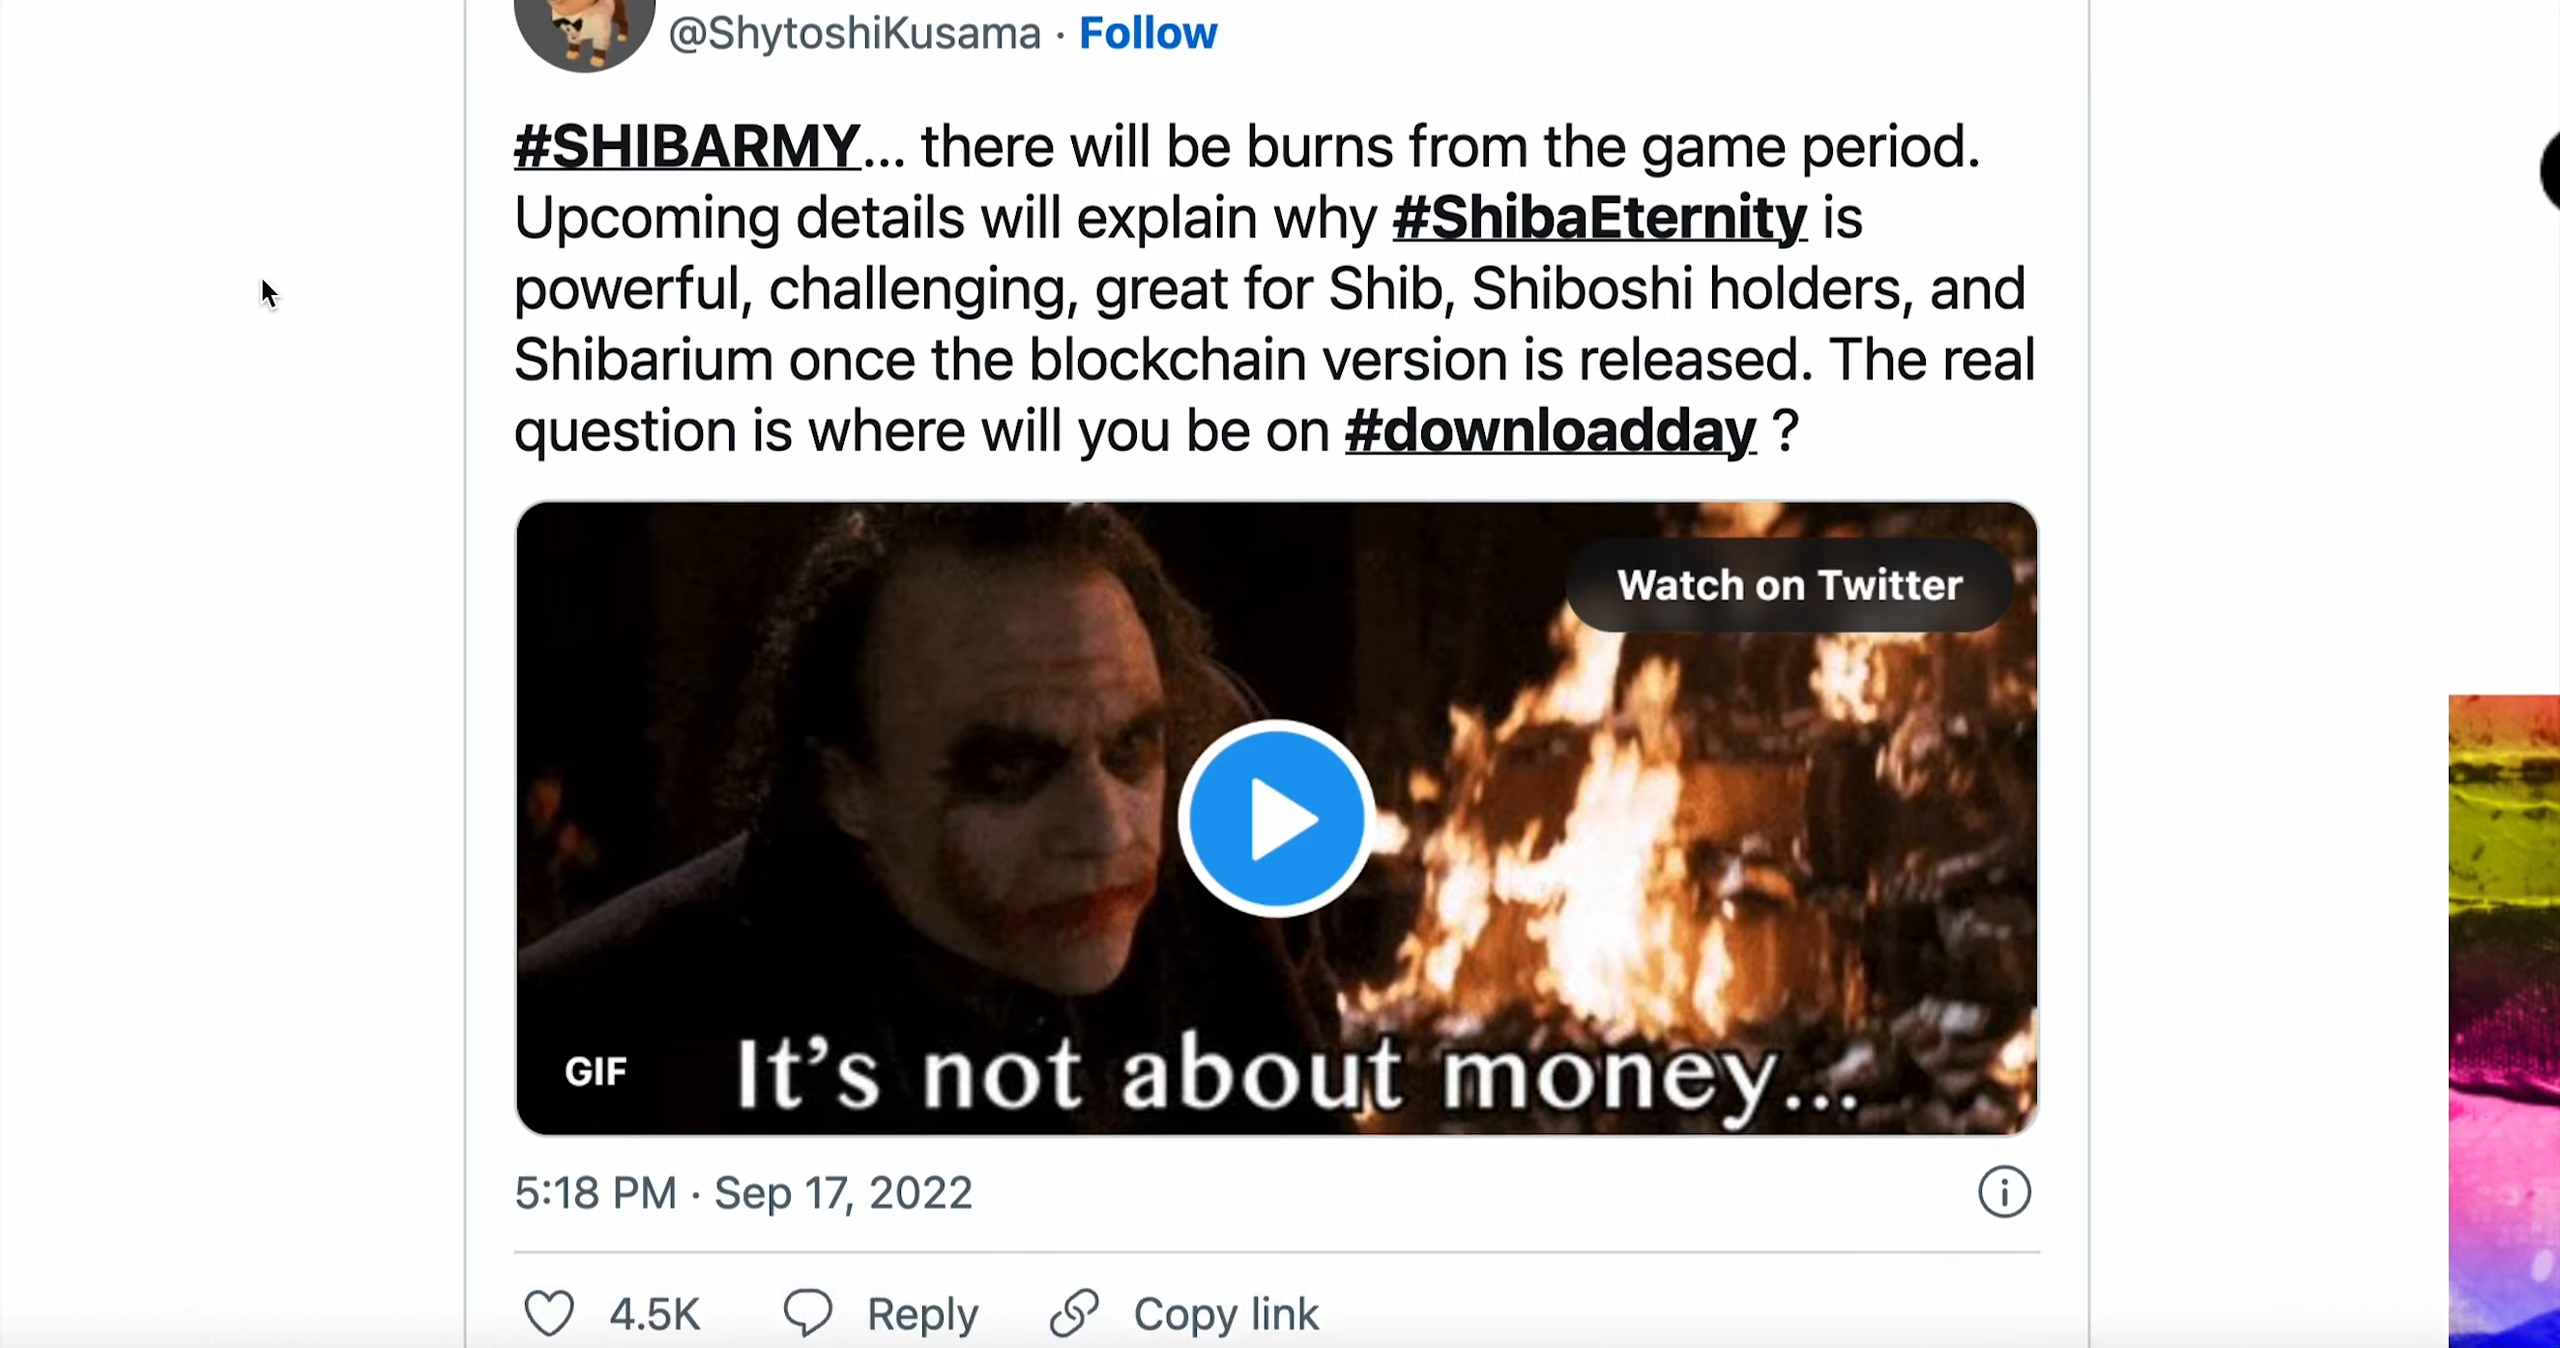 @ShytoshiKusama · Follow
#SHIBARMY... there will be burns from the game period.
Upcoming details will explain why #ShibaEternity is
powerful, challenging, great for Shib, Shiboshi holders, and
Shibarium once the blockchain version is released. The real
question is where will you be on #downloadday ?
Watch on Twitter
GIF
It's not about money...
5:18 PM · Sep 17, 2022
4.5K Reply Copy link